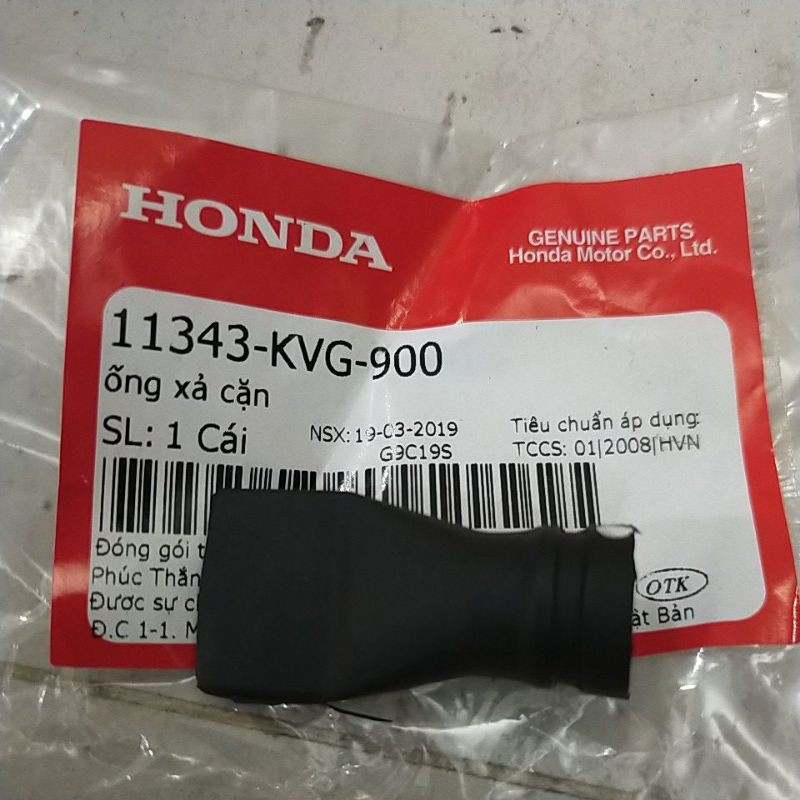 HONDA
GENUINE PARTS
Honda Motor Co., Ltd.
11343-KVG-900
ống xả cặn
SL: 1 Cái
NSX: 19-03-2019
G9C19S
Tiêu chuẩn áp dụng:
TCCS: 01|2008|HVN
Đóng gói
Phúc Thắn
Được sự
Đ.C 1-1.
OTK
Bản